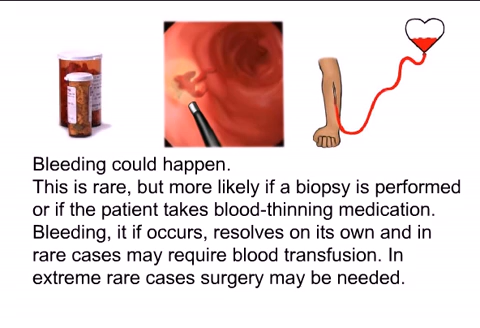 Bleeding could happen.
This is rare, but more likely if a biopsy is performed
or if the patient takes blood-thinning medication.
Bleeding, it if occurs, resolves on its own and in
rare cases may require blood transfusion. In
extreme rare cases surgery may be needed.